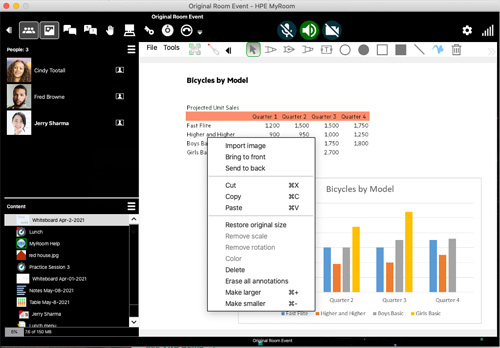 Original Room Event - HPE MyRoom
Original Room Event
People: 3
File Tools
Cindy Tootall
Fred Browne
Jerry Sharma
Bicycles by Model
Projected Unit Sales
Quarter 1 Quarter 2 Quarter 3 Quarter 4
Fast Flite 1,200 1,500 1,500 1,750
Higher and Higher 900 950 1,000 1,250
Boys Bas 1,750 1,800
Girls Bas 2,700
Import image
Bring to front
Send to back
Cut ⌘X
Copy ⌘C
Paste ⌘V
Restore original size
Remove scale
Remove rotation
Color
Delete
Erase all annotations
Make larger ⌘+
Make smaller ⌘-
Bicycles by Model
Quarter 2 Quarter 3 Quarter 4
Fast Flite Higher and Higher Boys Basic Girls Basic
Content
Whiteboard Apr-2-2021
Lunch
MyRoom Help
red house.jpg
Practice Session 3
Whiteboard Apr-01-2021
Notes May-08-2021
Table May-6-2021
Jerry Sharma
Lunch menu
5% 7.6 of 150 MB
Original Room Event